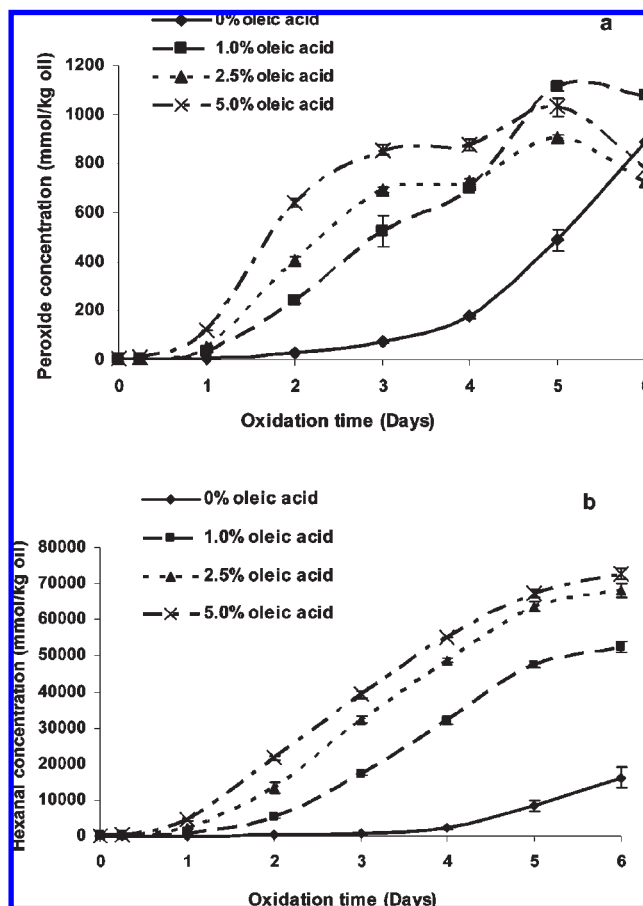 0% oleic acid
a
1.0% oleic acid
2.5% oleic acid
5.0% oleic acid
1200
1000
800
600
400
200
0
Peroxide concentration (mmol/kg oil)
0 1 2 3 4 5
Oxidation time (Days)
b
0% oleic acid
1.0% oleic acid
2.5% oleic acid
5.0% oleic acid
80000
70000
60000
50000
40000
30000
20000
10000
0
Hexanal concentration (mmol/kg oil)
0 1 2 3 4 5 6
Oxidation time (Days)